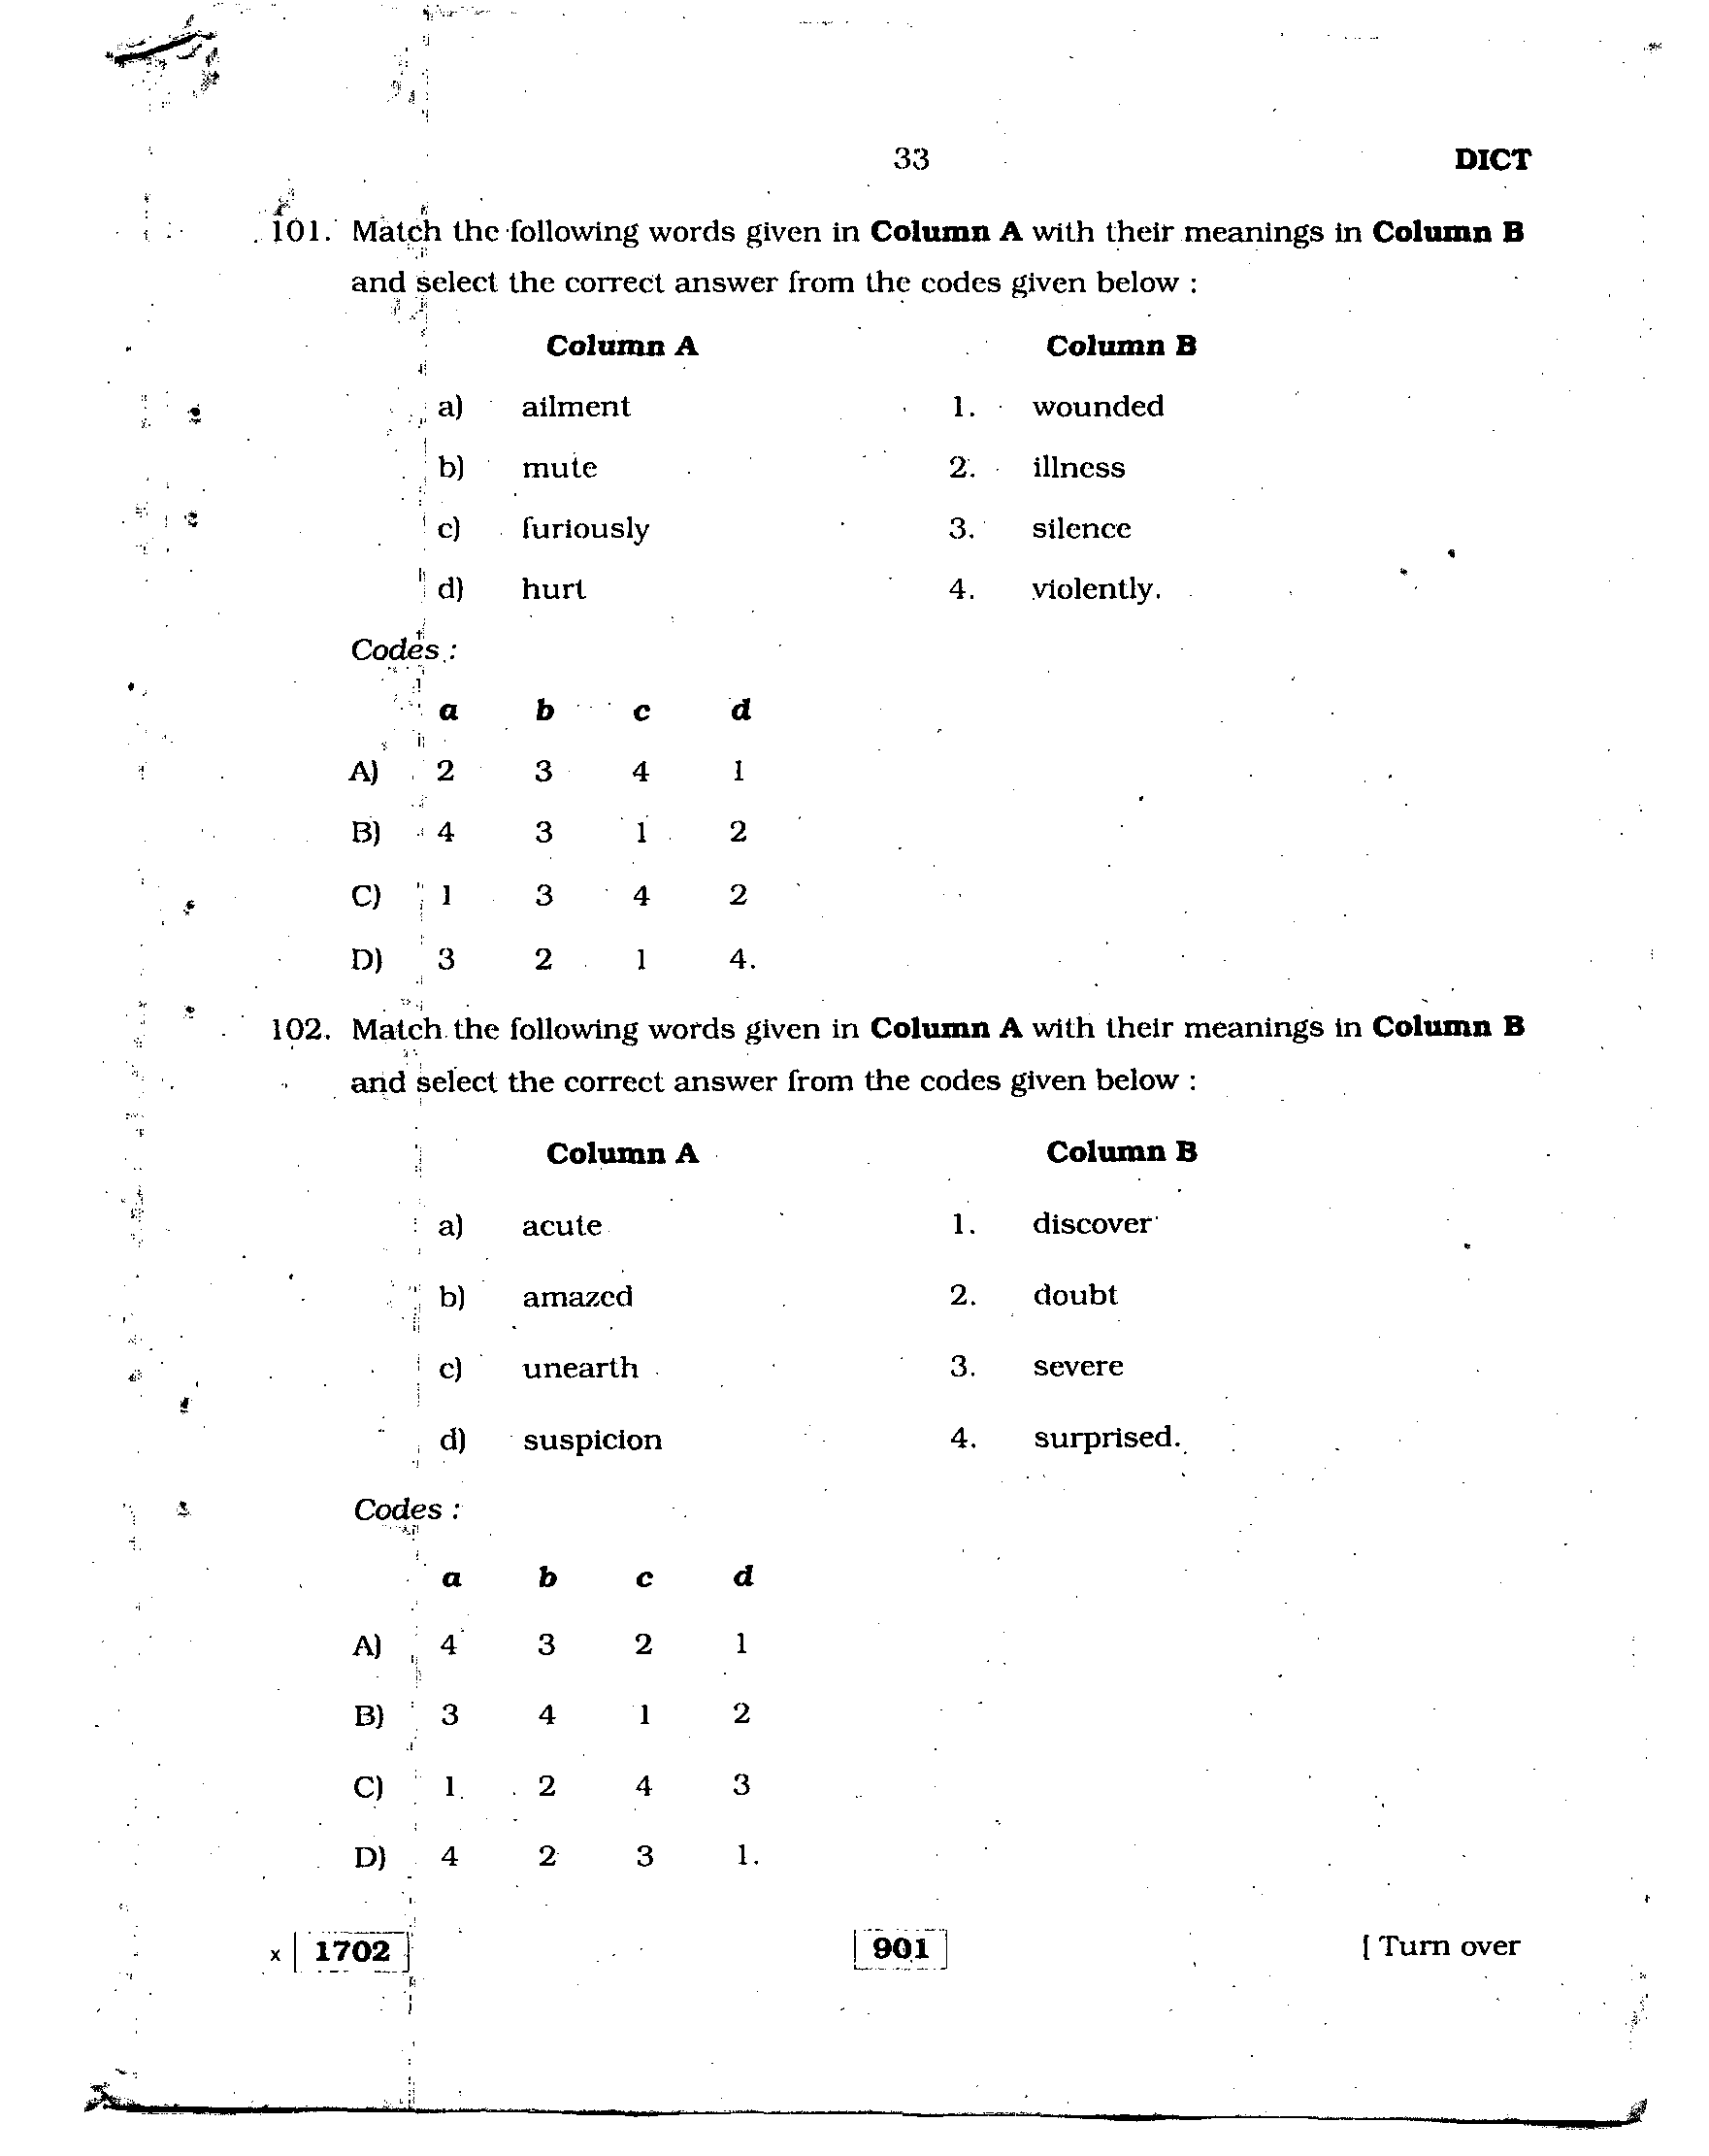 33 DICT
101. Match the following words given in Column A with their meanings in Column B
and select the correct answer from the codes given below :
Column A Column B
a) ailment 1. wounded
b) mute 2. illness
c) furiously 3. silence
d) hurt 4. violently.
Codes :
a b c d
A) 2 3 4 1
B) 4 3 1 2
C) 1 3 4 2
D) 3 2 1 4.
102. Match the following words given in Column A with their meanings in Column B
and select the correct answer from the codes given below :
Column A Column B
a) acute 1. discover
b) amazed 2. doubt
c) unearth 3. severe
d) suspicion 4. surprised.
Codes :
a b c d
A) 4 3 2 1
B) 3 4 1 2
C) 1 2 4 3
D) 4 2 3 1.
x 1702 901 [ Turn over